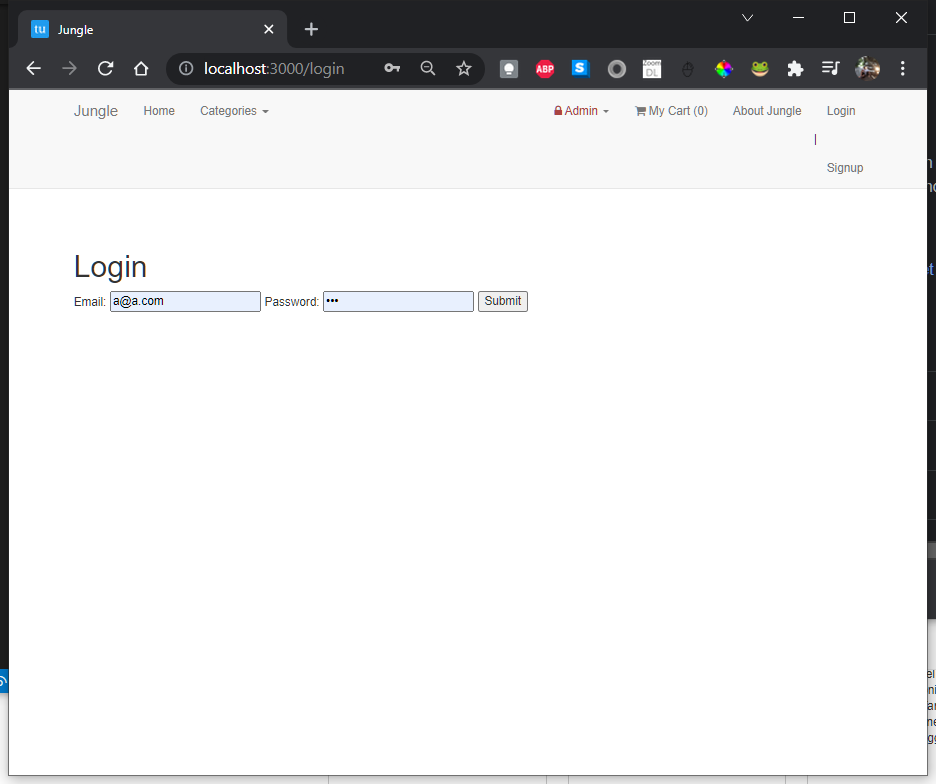 tu Jungle
localhost:3000/login
ABP S Zoom DL
Jungle Home Categories Admin My Cart (0) About Jungle Login
|
Signup
Login
Email: a@a.com Password: ••• Submit